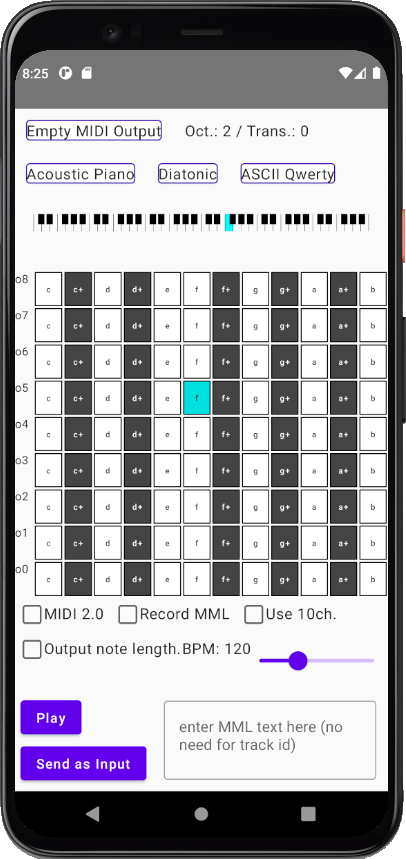 8:25
Empty MIDI Output Oct.: 2 / Trans.: 0
Acoustic Piano Diatonic ASCII Qwerty
o8 c c+ d d+ e f f+ g g+ a a+ b
o7 c c+ d d+ e f f+ g g+ a a+ b
o6 c c+ d d+ e f f+ g g+ a a+ b
o5 c c+ d d+ e f f+ g g+ a a+ b
o4 c c+ d d+ e f f+ g g+ a a+ b
o3 c c+ d d+ e f f+ g g+ a a+ b
o2 c c+ d d+ e f f+ g g+ a a+ b
o1 c c+ d d+ e f f+ g g+ a a+ b
o0 c c+ d d+ e f f+ g g+ a a+ b
MIDI 2.0 Record MML Use 10ch.
Output note length. BPM: 120
Play
Send as Input
enter MML text here (no
need for track id)